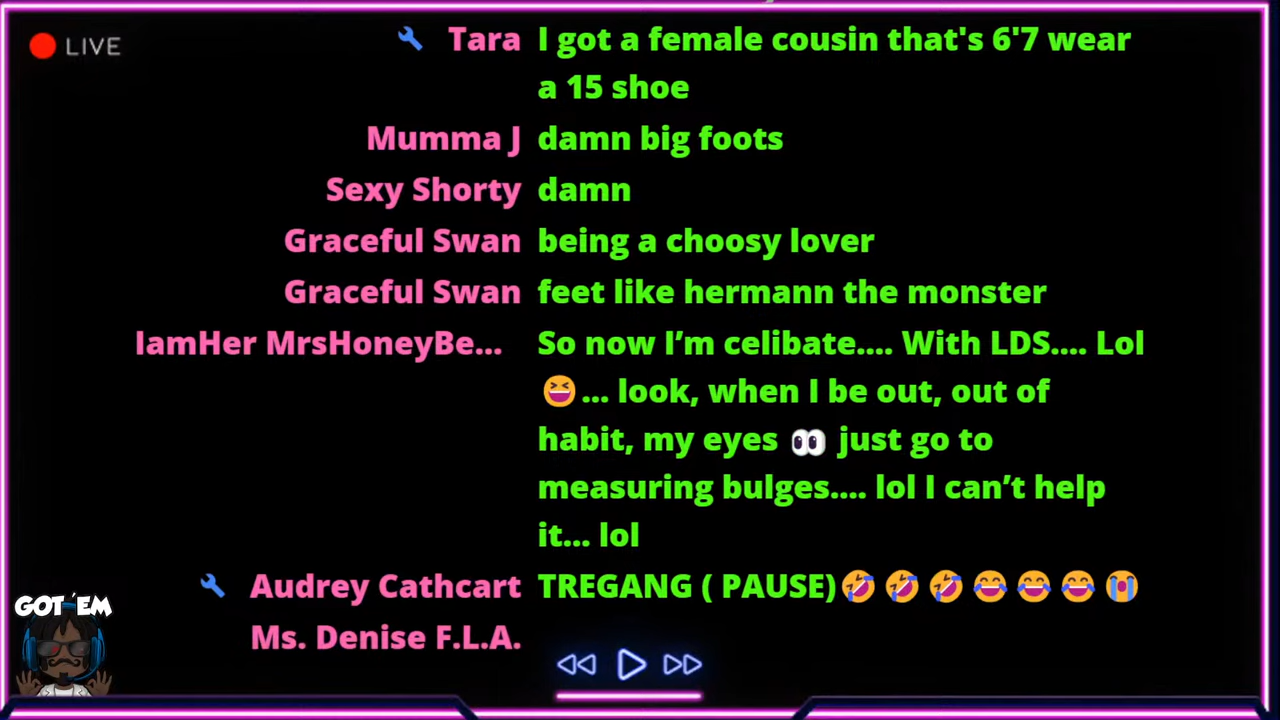 LIVE
Tara I got a female cousin that's 6'7 wear
a 15 shoe
Mumma J damn big foots
Sexy Shorty damn
Graceful Swan being a choosy lover
Graceful Swan feet like hermann the monster
IamHer MrsHoneyBe... So now I’m celibate.... With LDS.... Lol
😆... look, when I be out, out of
habit, my eyes 👀 just go to
measuring bulges.... lol I can’t help
it... lol
Audrey Cathcart TREGANG ( PAUSE)🤣🤣🤣😂😂😂😭
Ms. Denise F.L.A.
GOT 'EM